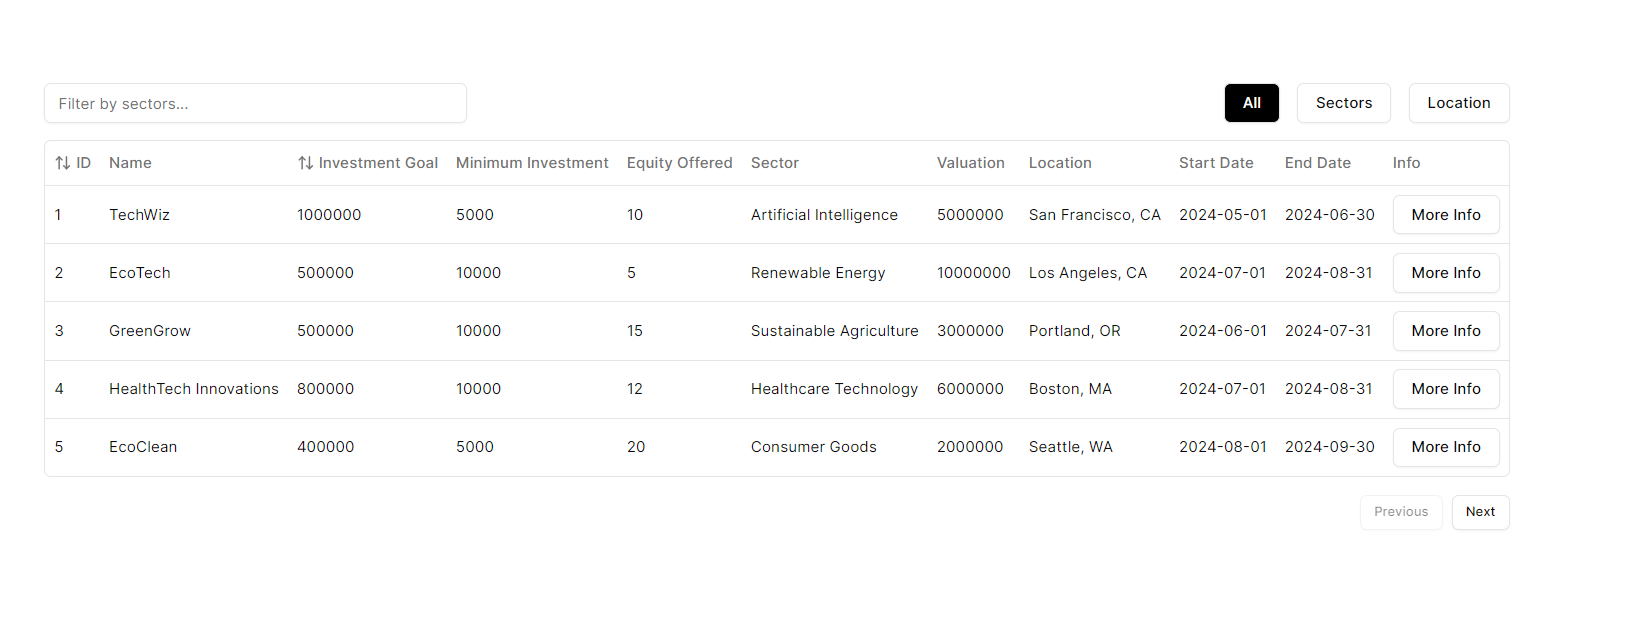 Filter by sectors...
All Sectors Location
ID Name Investment Goal Minimum Investment Equity Offered Sector Valuation Location Start Date End Date Info
1 TechWiz 1000000 5000 10 Artificial Intelligence 5000000 San Francisco, CA 2024-05-01 2024-06-30 More Info
2 EcoTech 500000 10000 5 Renewable Energy 10000000 Los Angeles, CA 2024-07-01 2024-08-31 More Info
3 GreenGrow 500000 10000 15 Sustainable Agriculture 3000000 Portland, OR 2024-06-01 2024-07-31 More Info
4 HealthTech Innovations 800000 10000 12 Healthcare Technology 6000000 Boston, MA 2024-07-01 2024-08-31 More Info
5 EcoClean 400000 5000 20 Consumer Goods 2000000 Seattle, WA 2024-08-01 2024-09-30 More Info
Previous Next